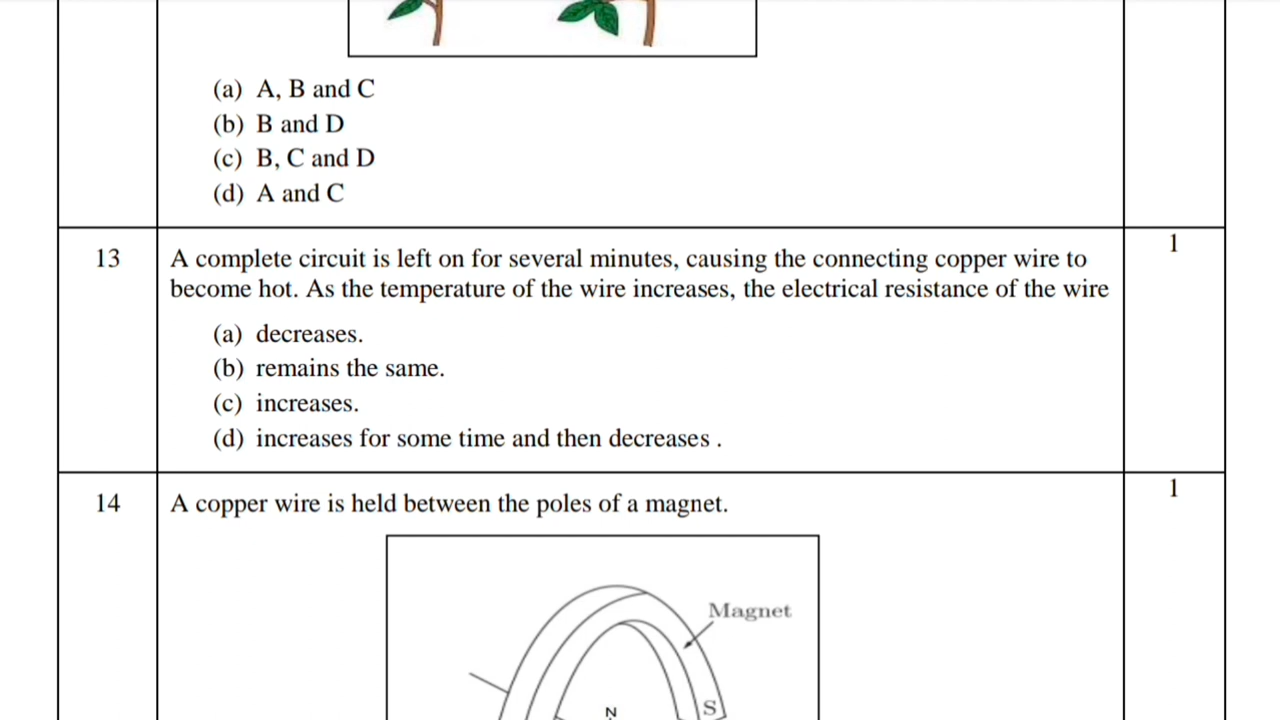 (a) A, B and C
(b) B and D
(c) B, C and D
(d) A and C
13
1
A complete circuit is left on for several minutes, causing the connecting copper wire to
become hot. As the temperature of the wire increases, the electrical resistance of the wire
(a) decreases.
(b) remains the same.
(c) increases.
(d) increases for some time and then decreases .
14
1
A copper wire is held between the poles of a magnet.
Magnet
N
S